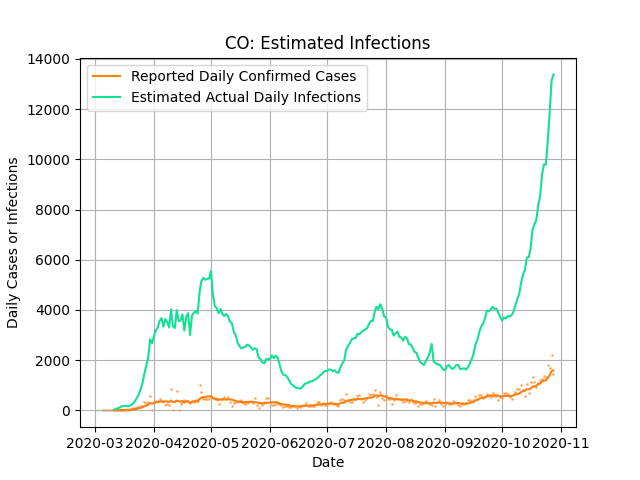 CO: Estimated Infections
Reported Daily Confirmed Cases
Estimated Actual Daily Infections
Daily Cases or Infections
14000
12000
10000
8000
6000
4000
2000
0
2020-03 2020-04 2020-05 2020-06 2020-07 2020-08 2020-09 2020-10 2020-11
Date